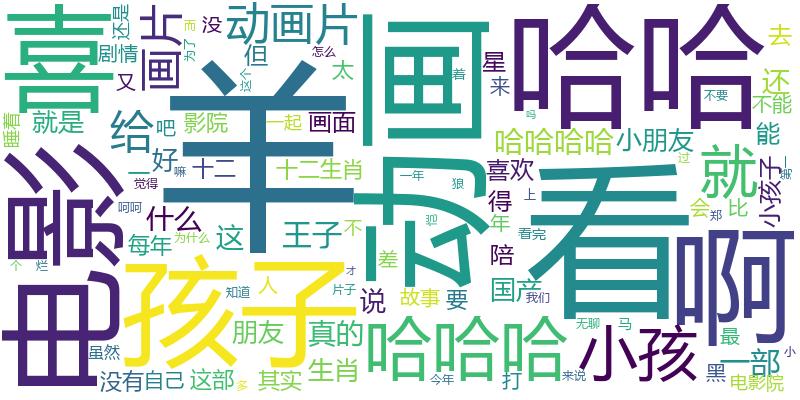 喜
还是
画片
没
动画片
动画
哈哈
去
剧情
而
为了
又
但
怎么
星
太
这个
来
着
还
不要
不能
睡着
就是
给
吧
影院
一起
画面
羊
吗
能
哈哈哈哈
小朋友
电影
好
一
嘛
觉得
十二
十二生肖
喜欢
就
过
第一
小孩子
一年
狼
得
看
上
会
比
郑
呵呵
什么
每年
为什么
这
王子
不
年
看完
陪
差
啊
个
烂
孩子
人
知道
才
片子
说
故事
要
国产
我们
无聊
马
最
虽然
朋友
真的
哈哈哈
小孩
一部
小
没有
自己
这部
多
其实
生肖
今年
打
来说
黑
电影院